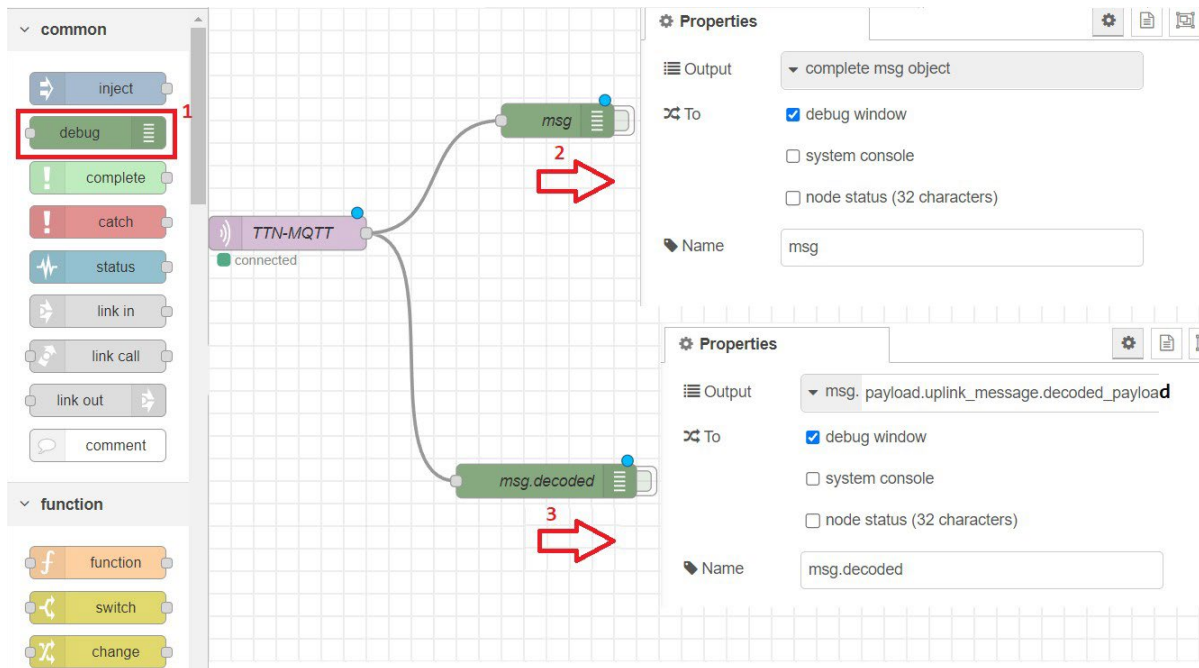 common
inject
1
debug
complete
catch
status
link in
link call
link out
comment
function
function
switch
change
TTN-MQTT
connected
msg
2
msg.decoded
3
Properties
Output
complete msg object
To
debug window
system console
node status (32 characters)
Name
msg
Properties
Output
msg. payload.uplink_message.decoded_payload
To
debug window
system console
node status (32 characters)
Name
msg.decoded